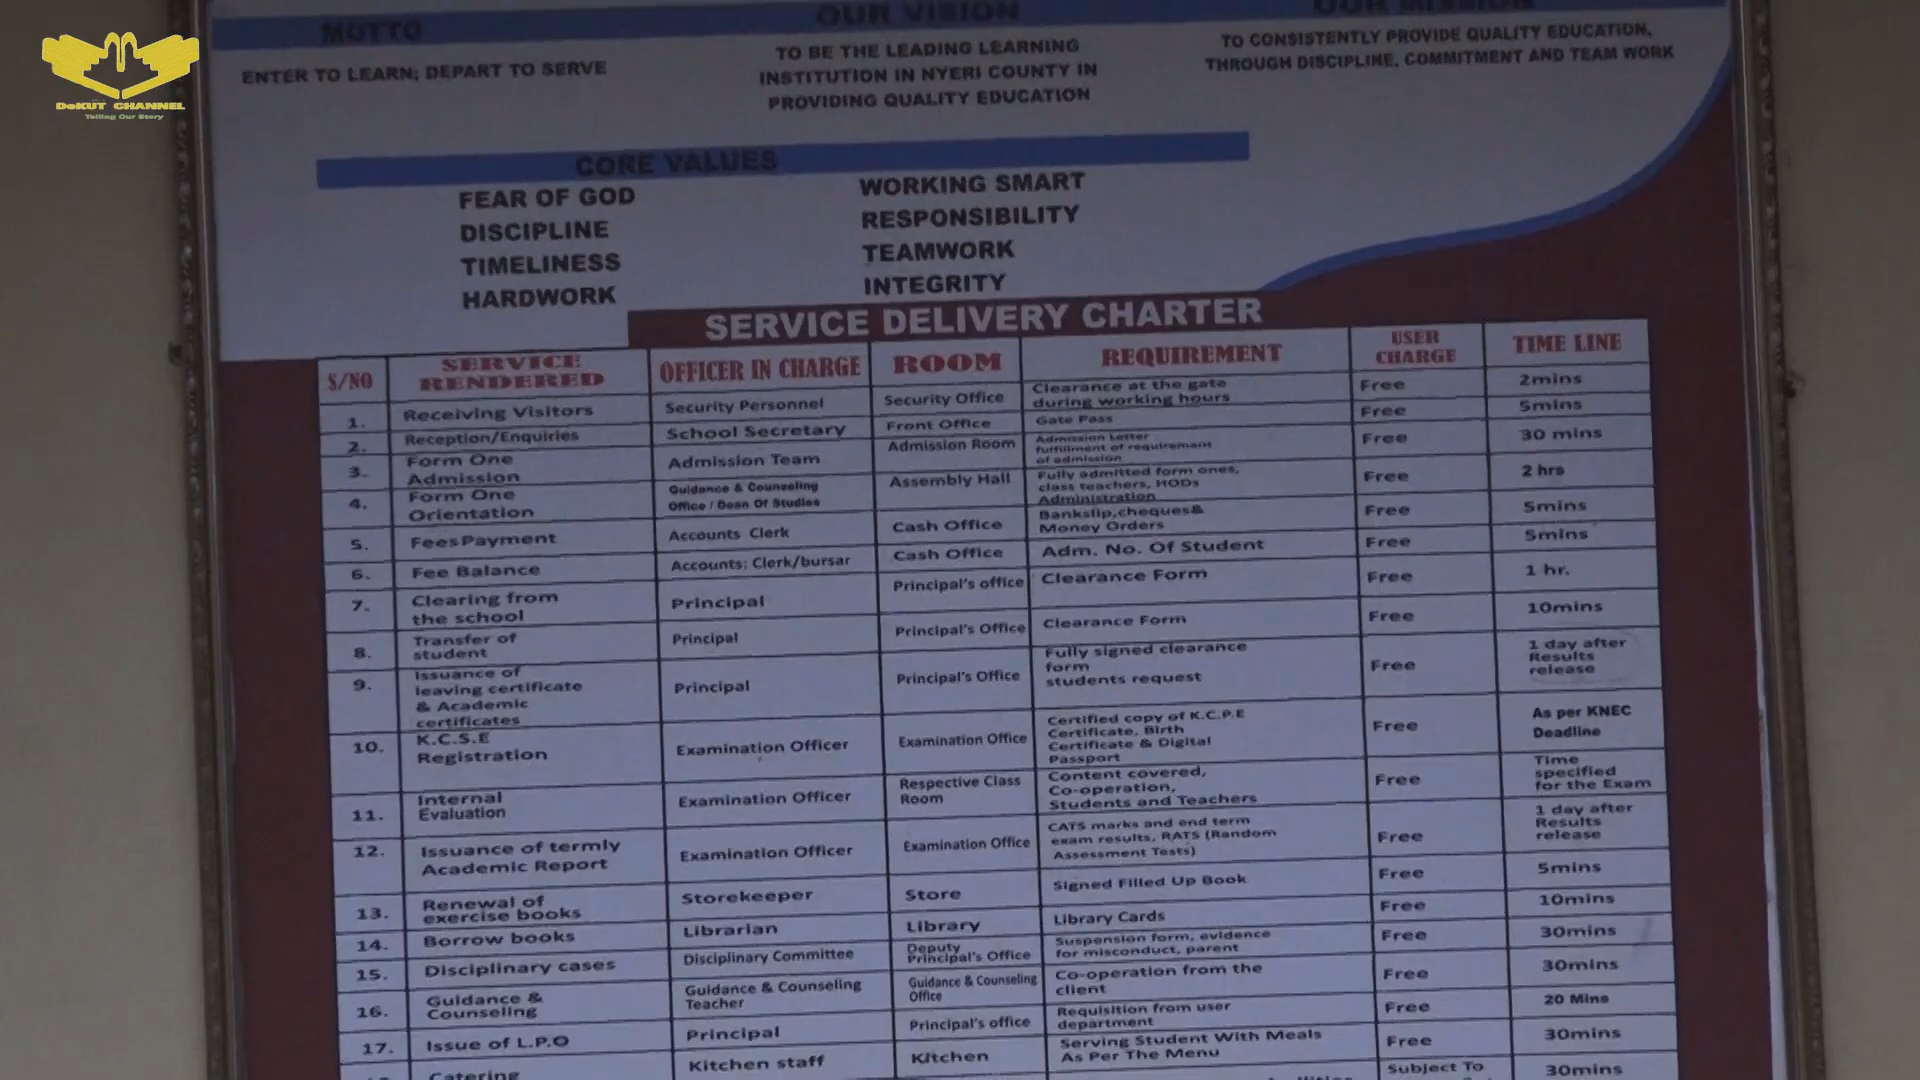 DeKUT CHANNEL
Telling Our Story
MOTTO
ENTER TO LEARN; DEPART TO SERVE
OUR VISION
TO BE THE LEADING LEARNING
INSTITUTION IN NYERI COUNTY IN
PROVIDING QUALITY EDUCATION
OUR MISSION
TO CONSISTENTLY PROVIDE QUALITY EDUCATION,
THROUGH DISCIPLINE, COMMITMENT AND TEAM WORK
CORE VALUES
FEAR OF GOD
DISCIPLINE
TIMELINESS
HARDWORK
WORKING SMART
RESPONSIBILITY
TEAMWORK
INTEGRITY
SERVICE DELIVERY CHARTER
S/NO SERVICE RENDERED OFFICER IN CHARGE ROOM REQUIREMENT USER CHARGE TIME LINE
1. Receiving Visitors Security Personnel Security Office Clearance at the gate during working hours Free 2mins
2. Reception/Enquiries School Secretary Front Office Gate Pass Free 5mins
3. Form One Admission Admission Team Admission Room Admission Letter fulfillment of requirement of admission Free 30 mins
4. Form One Orientation Guidance & Counseling Office / Dean Of Studies Assembly Hall Fully admitted form ones, class teachers, HODs Administration Free 2 hrs
5. Fees Payment Accounts Clerk Cash Office Bankslip,cheques& Money Orders Free 5mins
6. Fee Balance Accounts; Clerk/bursar Cash Office Adm. No. Of Student Free 5mins
7. Clearing from the school Principal Principal's office Clearance Form Free 1 hr.
8. Transfer of student Principal Principal's Office Clearance Form Free 10mins
9. Issuance of leaving certificate & Academic certificates Principal Principal's Office Fully signed clearance form students request Free 1 day after Results release
10. K.C.S.E Registration Examination Officer Examination Office Certified copy of K.C.P.E Certificate, Birth Certificate & Digital Passport Free As per KNEC Deadline
11. Internal Evaluation Examination Officer Respective Class Room Content covered, Co-operation, Students and Teachers Free Time specified for the Exam
12. Issuance of termly Academic Report Examination Officer Examination Office CATS marks and end term exam results, RATS (Random Assessment Tests) Free 1 day after Results release
13. Renewal of exercise books Storekeeper Store Signed Filled Up Book Free 5mins
14. Borrow books Librarian Library Library Cards Free 10mins
15. Disciplinary cases Disciplinary Committee Deputy Principal's Office Suspension form, evidence for misconduct, parent Free 30mins
16. Guidance & Counseling Guidance & Counseling Teacher Guidance & Counseling Office Co-operation from the client Free 30mins
17. Issue of L.P.O Principal Principal's office Requisition from user department Free 20 Mins
Catering Kitchen staff Kitchen Serving Student With Meals As Per The Menu Free 30mins
Subject To 30mins